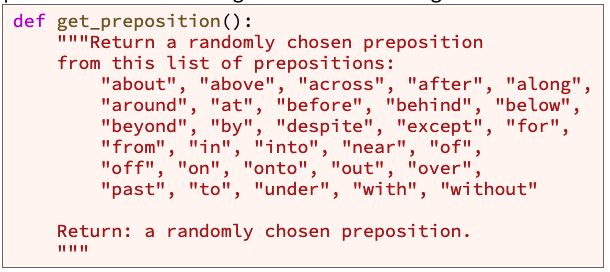 def get_preposition():
    """Return a randomly chosen preposition
    from this list of prepositions:
        "about", "above", "across", "after", "along",
        "around", "at", "before", "behind", "below",
        "beyond", "by", "despite", "except", "for",
        "from", "in", "into", "near", "of",
        "off", "on", "onto", "out", "over",
        "past", "to", "under", "with", "without"

    Return: a randomly chosen preposition.
    """